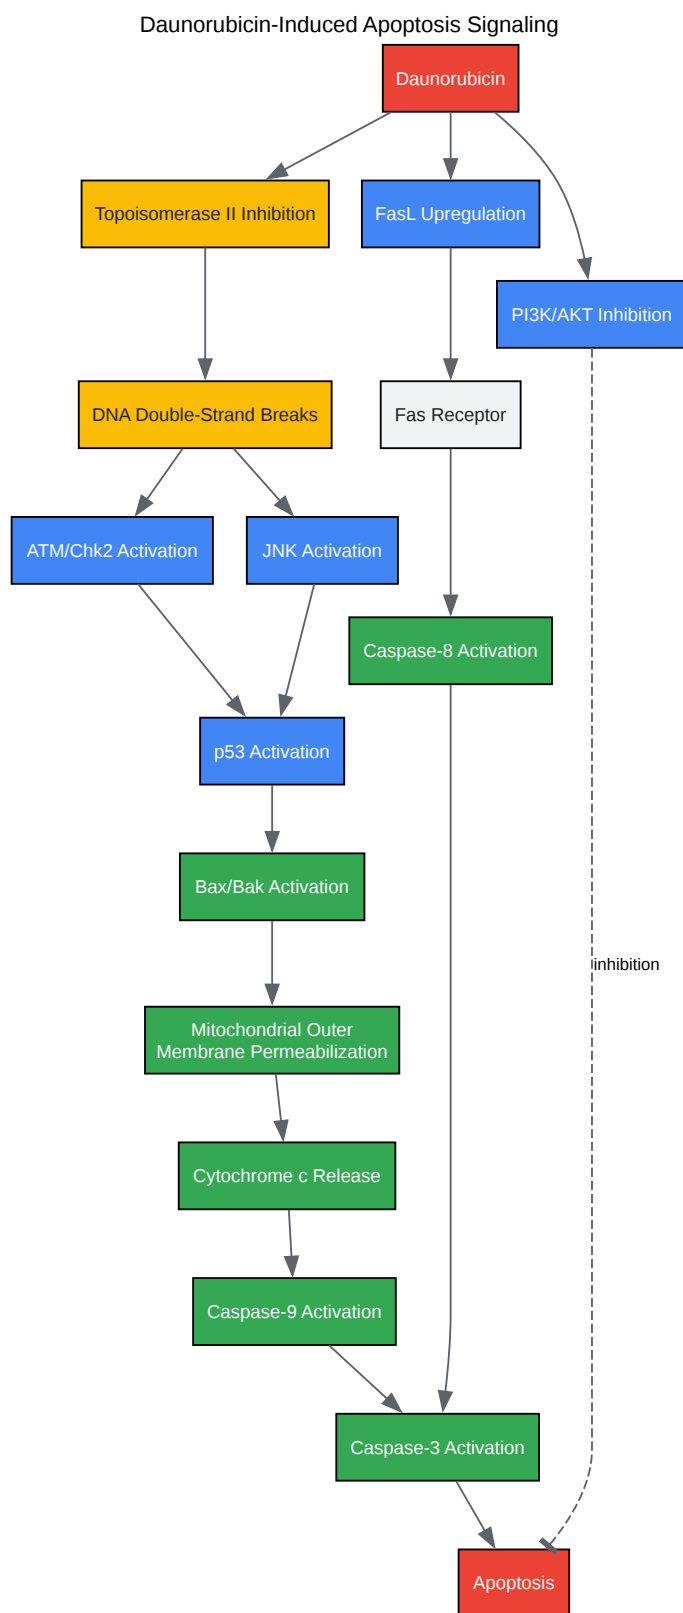 Daunorubicin-Induced Apoptosis Signaling
Daunorubicin
Topoisomerase II Inhibition
FasL Upregulation
PI3K/AKT Inhibition
DNA Double-Strand Breaks
Fas Receptor
ATM/Chk2 Activation
JNK Activation
Caspase-8 Activation
p53 Activation
Bax/Bak Activation
inhibition
Mitochondrial Outer
Membrane Permeabilization
Cytochrome c Release
Caspase-9 Activation
Caspase-3 Activation
Apoptosis